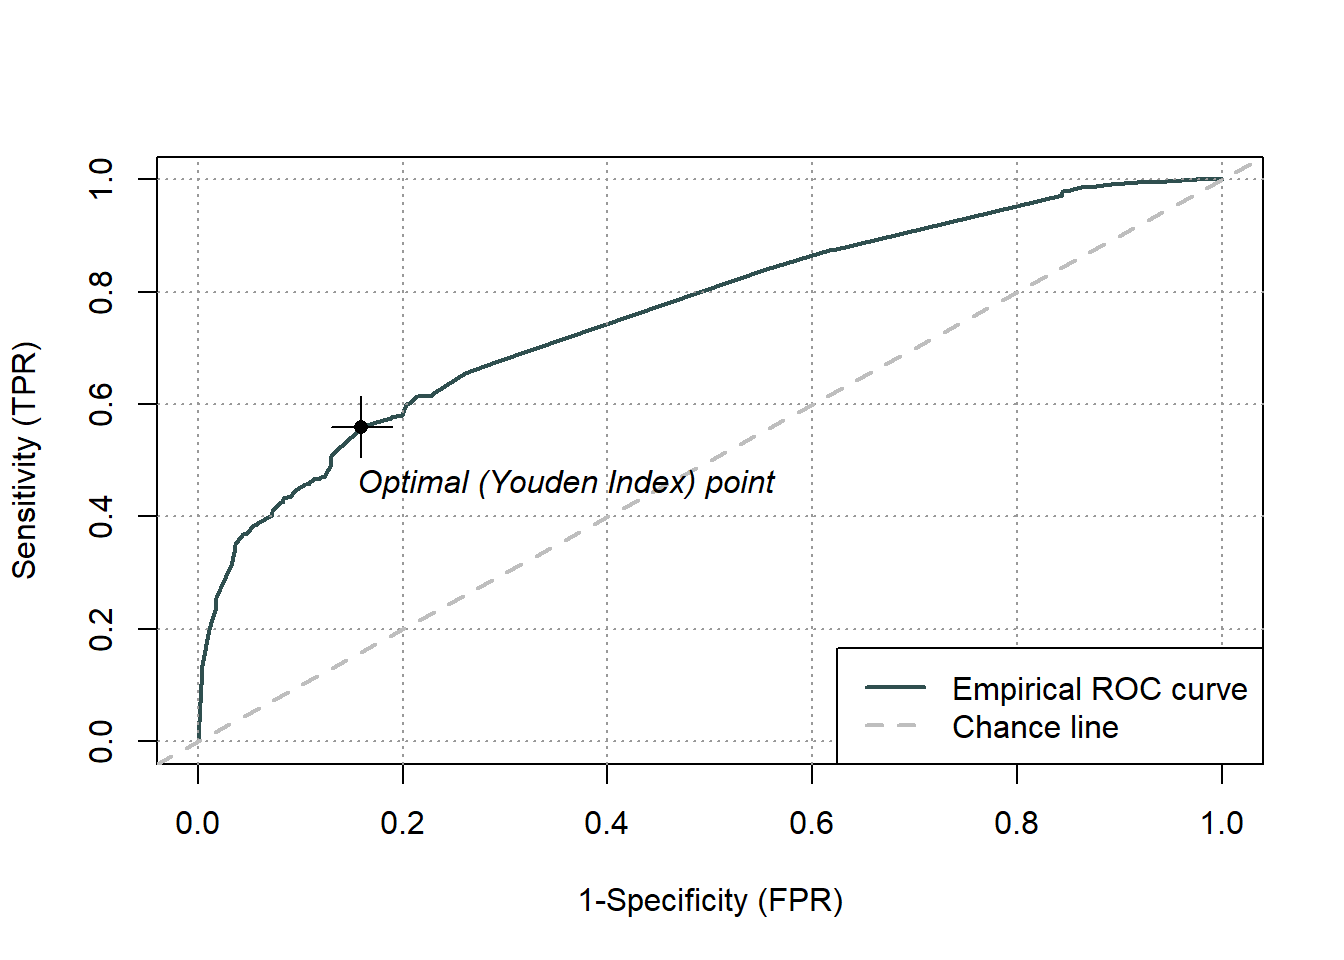 Sensitivity (TPR)
1.0
0.8
0.6
0.4
0.2
0.0
Optimal (Youden Index) point
Empirical ROC curve
Chance line
0.0 0.2 0.4 0.6 0.8 1.0
1-Specificity (FPR)